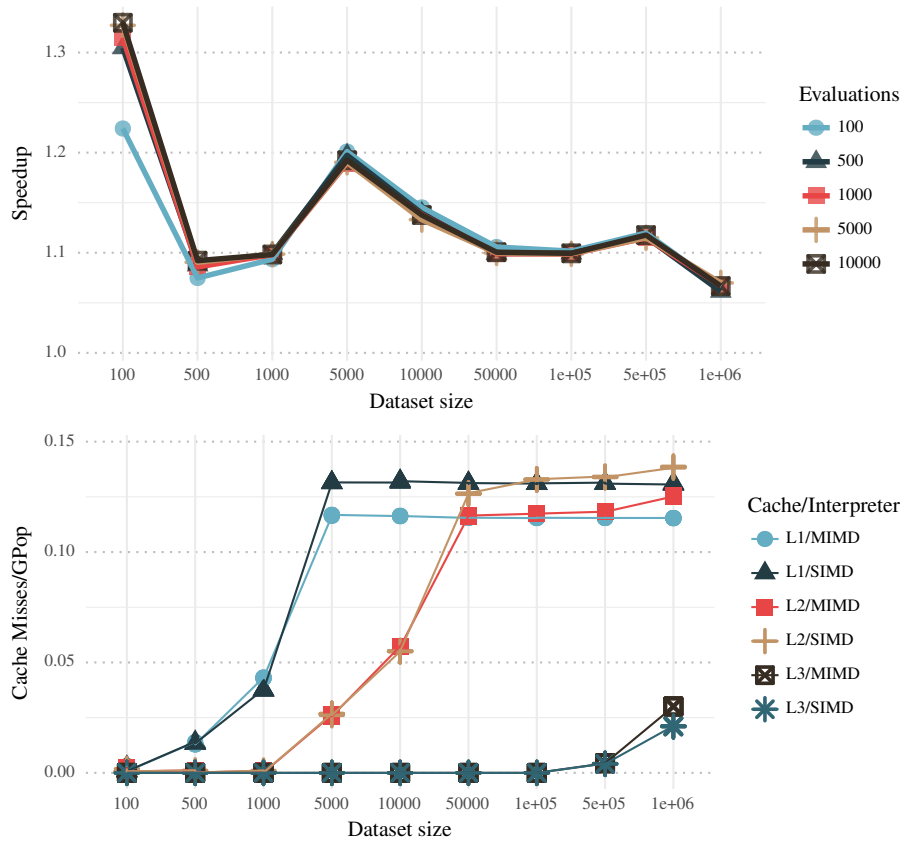 Speedup
1.3
1.2
1.1
1.0
100 500 1000 5000 10000 50000 1e+05 5e+05 1e+06
Dataset size
Evaluations
100
500
1000
5000
10000
Cache Misses/GPop
0.15
0.10
0.05
0.00
100 500 1000 5000 10000 50000 1e+05 5e+05 1e+06
Dataset size
Cache/Interpreter
L1/MIMD
L1/SIMD
L2/MIMD
L2/SIMD
L3/MIMD
L3/SIMD